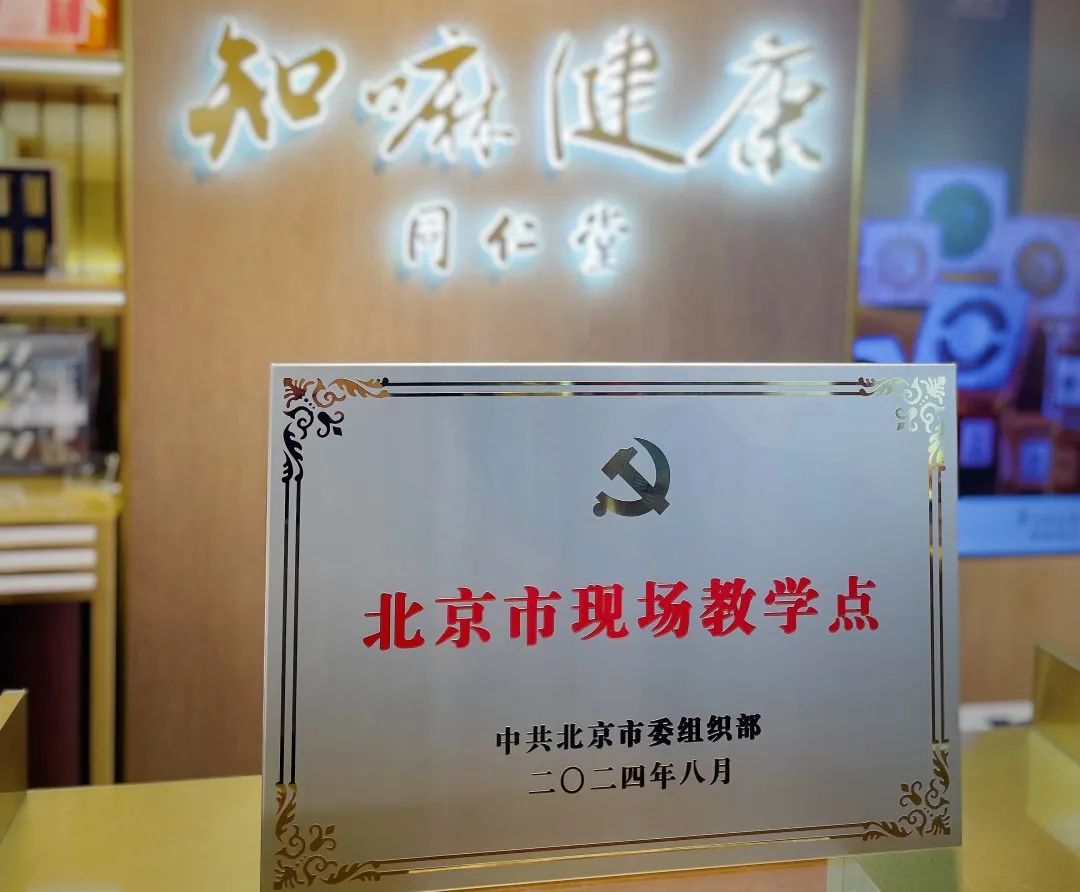 知嘛健康
同仁堂
北京市现场教学点
中共北京市委组织部
二〇二四年八月